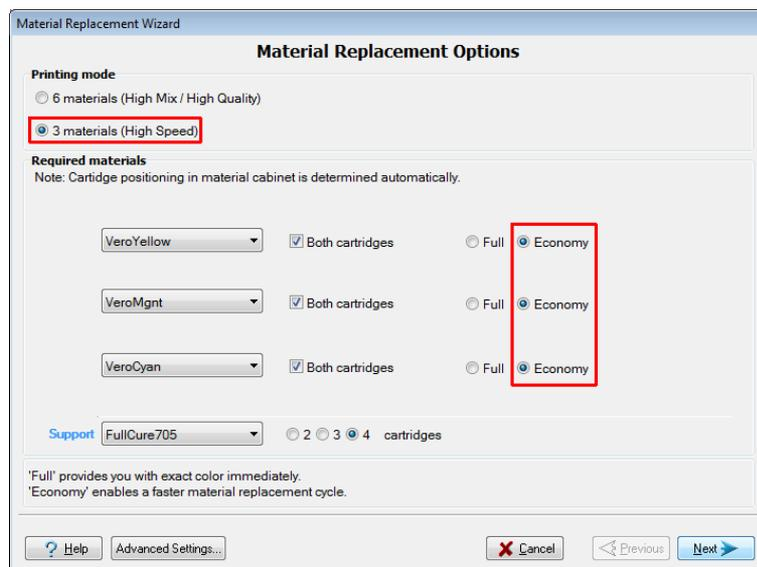 Material Replacement Wizard
Material Replacement Options
Printing mode
6 materials (High Mix / High Quality)
3 materials (High Speed)
Required materials
Note: Cartidge positioning in material cabinet is determined automatically.
VeroYellow Both cartridges Full Economy
VeroMgnt Both cartridges Full Economy
VeroCyan Both cartridges Full Economy
Support FullCure705 2 3 4 cartridges
'Full' provides you with exact color immediately.
'Economy' enables a faster material replacement cycle.
? Help Advanced Settings... Cancel Previous Next